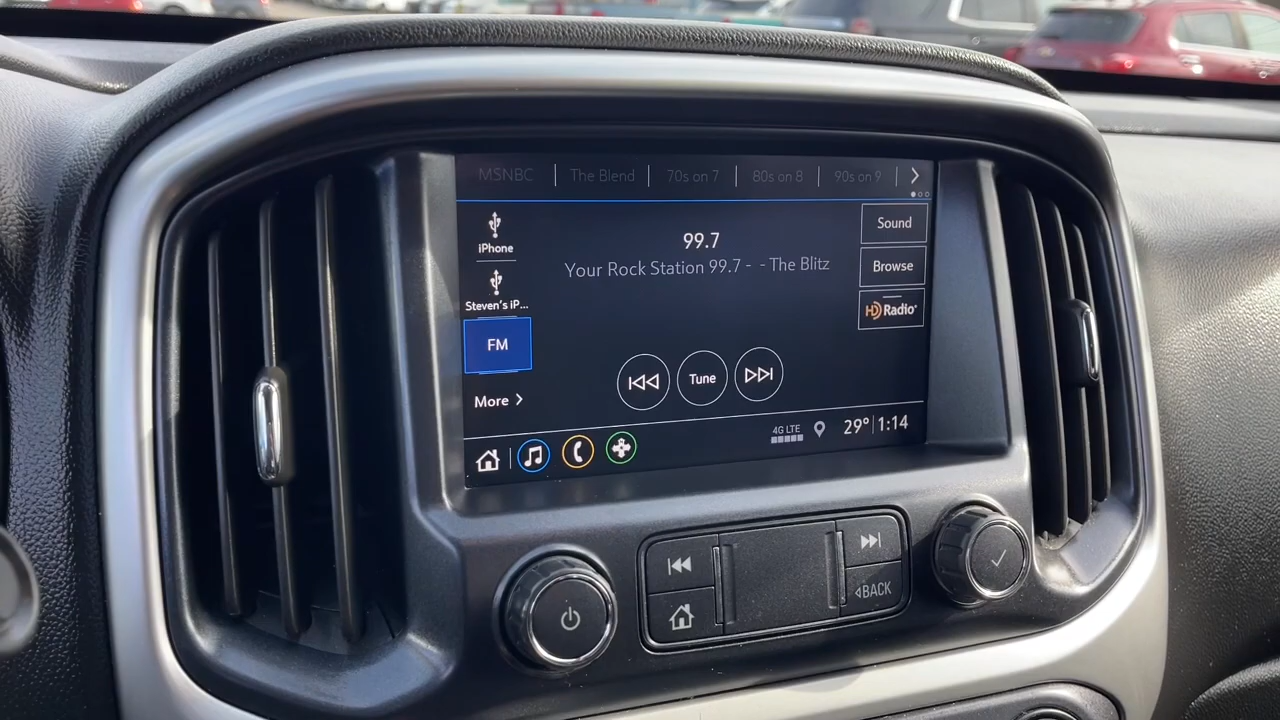 MSNBC | The Blend | 70s on 7 | 80s on 8 | 90s on 9 |
iPhone
Steven's iP...
FM
More >
99.7
Your Rock Station 99.7 - - The Blitz
Sound
Browse
HD Radio
Tune
4G LTE
29° | 1:14
BACK